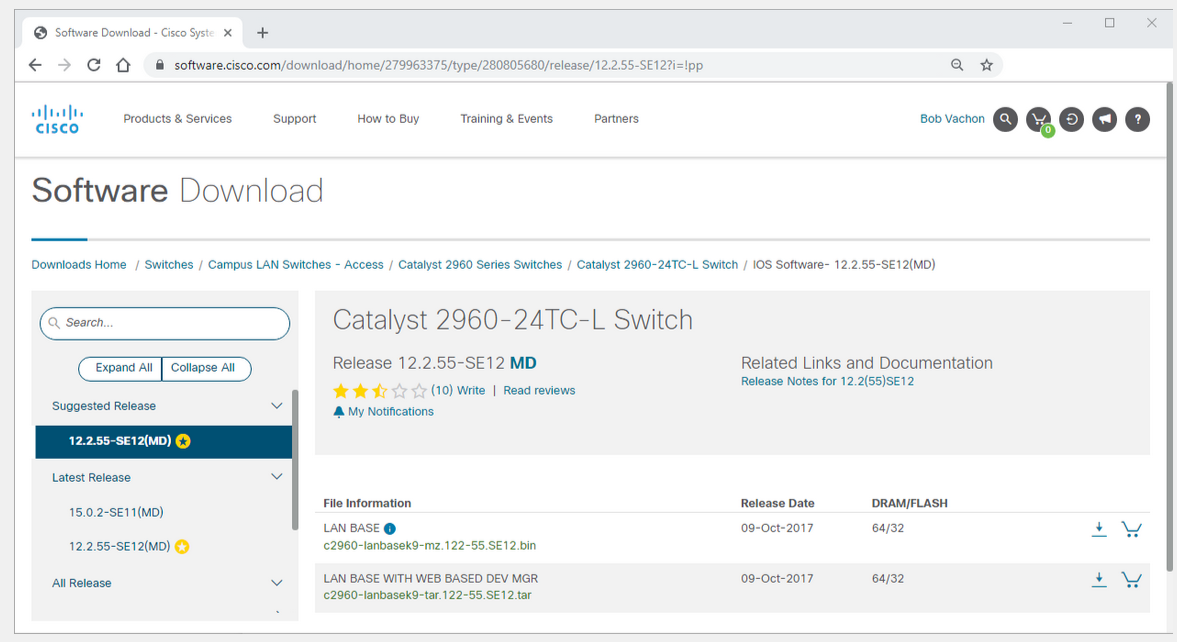 Software Download - Cisco Syste
software.cisco.com/download/home/279963375/type/280805680/release/12.2.55-SE12?i=!pp
CISCO
Products & Services
Support
How to Buy
Training & Events
Partners
Bob Vachon
0
?
Software Download
Downloads Home / Switches / Campus LAN Switches - Access / Catalyst 2960 Series Switches / Catalyst 2960-24TC-L Switch / IOS Software- 12.2.55-SE12(MD)
Search...
Expand All
Collapse All
Suggested Release
12.2.55-SE12(MD)
Latest Release
15.0.2-SE11(MD)
12.2.55-SE12(MD)
All Release
Catalyst 2960-24TC-L Switch
Release 12.2.55-SE12 MD
(10) Write | Read reviews
My Notifications
Related Links and Documentation
Release Notes for 12.2(55)SE12
File Information Release Date DRAM/FLASH
LAN BASE i 09-Oct-2017 64/32
c2960-lanbasek9-mz.122-55.SE12.bin
LAN BASE WITH WEB BASED DEV MGR 09-Oct-2017 64/32
c2960-lanbasek9-tar.122-55.SE12.tar